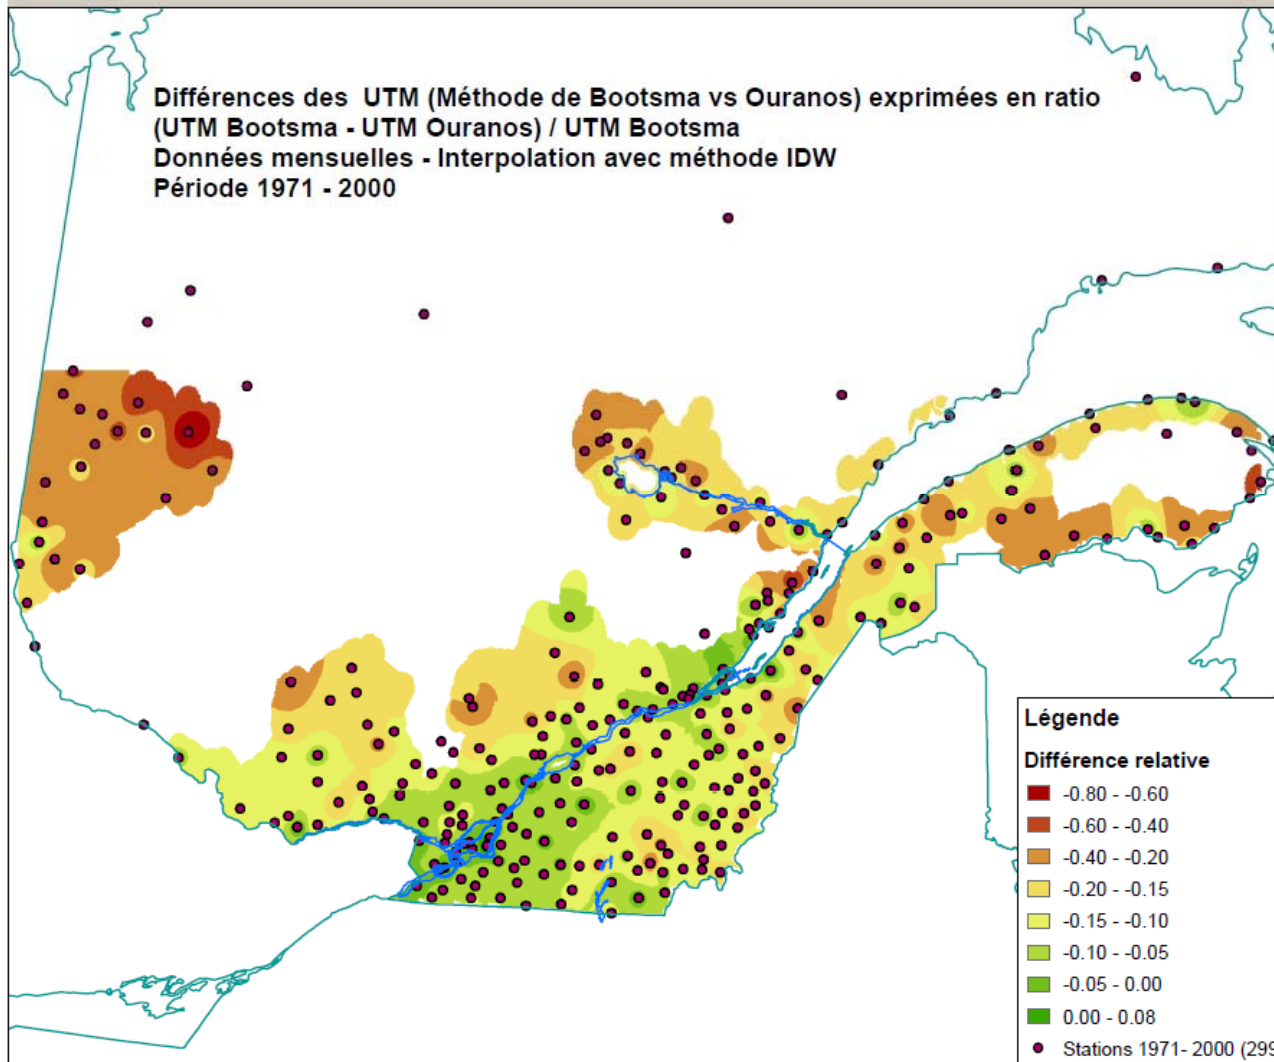 Différences des UTM (Méthode de Bootsma vs Ouranos) exprimées en ratio
(UTM Bootsma - UTM Ouranos) / UTM Bootsma
Données mensuelles - Interpolation avec méthode IDW
Période 1971 - 2000
Légende
Différence relative
-0.80 - -0.60
-0.60 - -0.40
-0.40 - -0.20
-0.20 - -0.15
-0.15 - -0.10
-0.10 - -0.05
-0.05 - 0.00
0.00 - 0.08
Stations 1971- 2000 (299